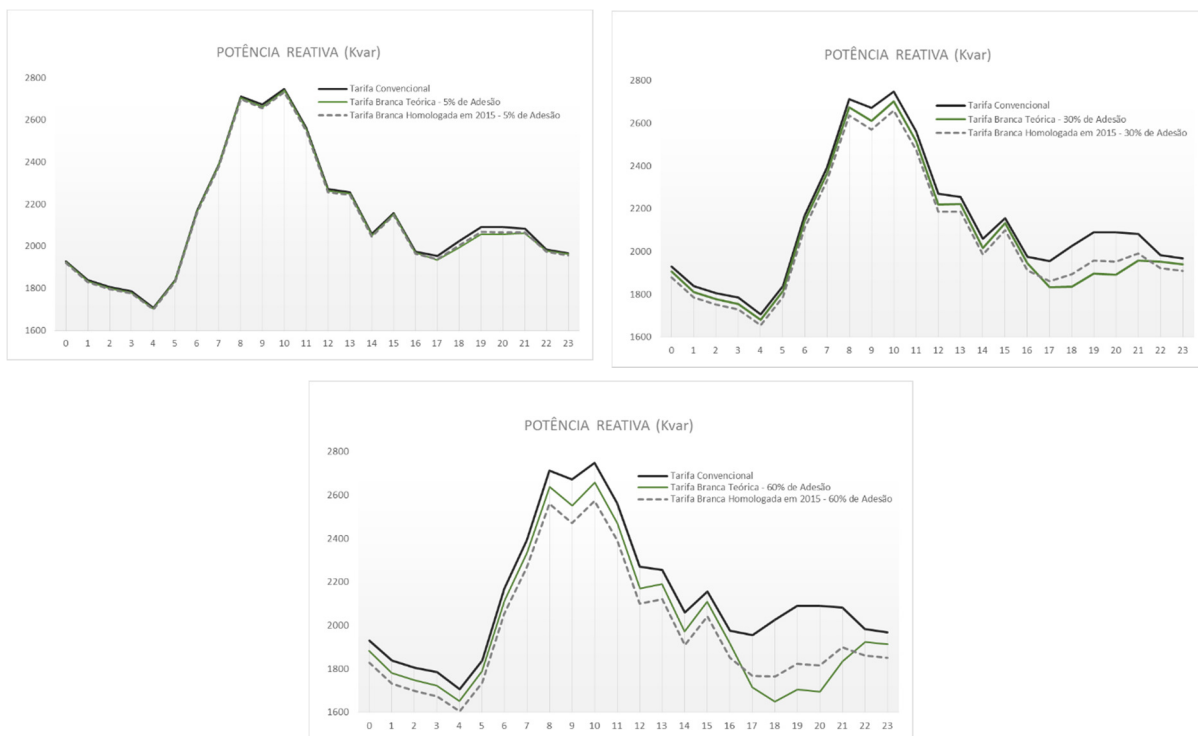 POTÊNCIA REATIVA (Kvar)
Tarifa Convencional
Tarifa Branca Teórica - 5% de Adesão
Tarifa Branca Homologada em 2015 - 5% de Adesão
2800
2600
2400
2200
2000
1800
1600
0 1 2 3 4 5 6 7 8 9 10 11 12 13 14 15 16 17 18 19 20 21 22 23
POTÊNCIA REATIVA (Kvar)
Tarifa Convencional
Tarifa Branca Teórica - 30% de Adesão
Tarifa Branca Homologada em 2015 - 30% de Adesão
2800
2600
2400
2200
2000
1800
1600
0 1 2 3 4 5 6 7 8 9 10 11 12 13 14 15 16 17 18 19 20 21 22 23
POTÊNCIA REATIVA (Kvar)
Tarifa Convencional
Tarifa Branca Teórica - 60% de Adesão
Tarifa Branca Homologada em 2015 - 60% de Adesão
2800
2600
2400
2200
2000
1800
1600
0 1 2 3 4 5 6 7 8 9 10 11 12 13 14 15 16 17 18 19 20 21 22 23